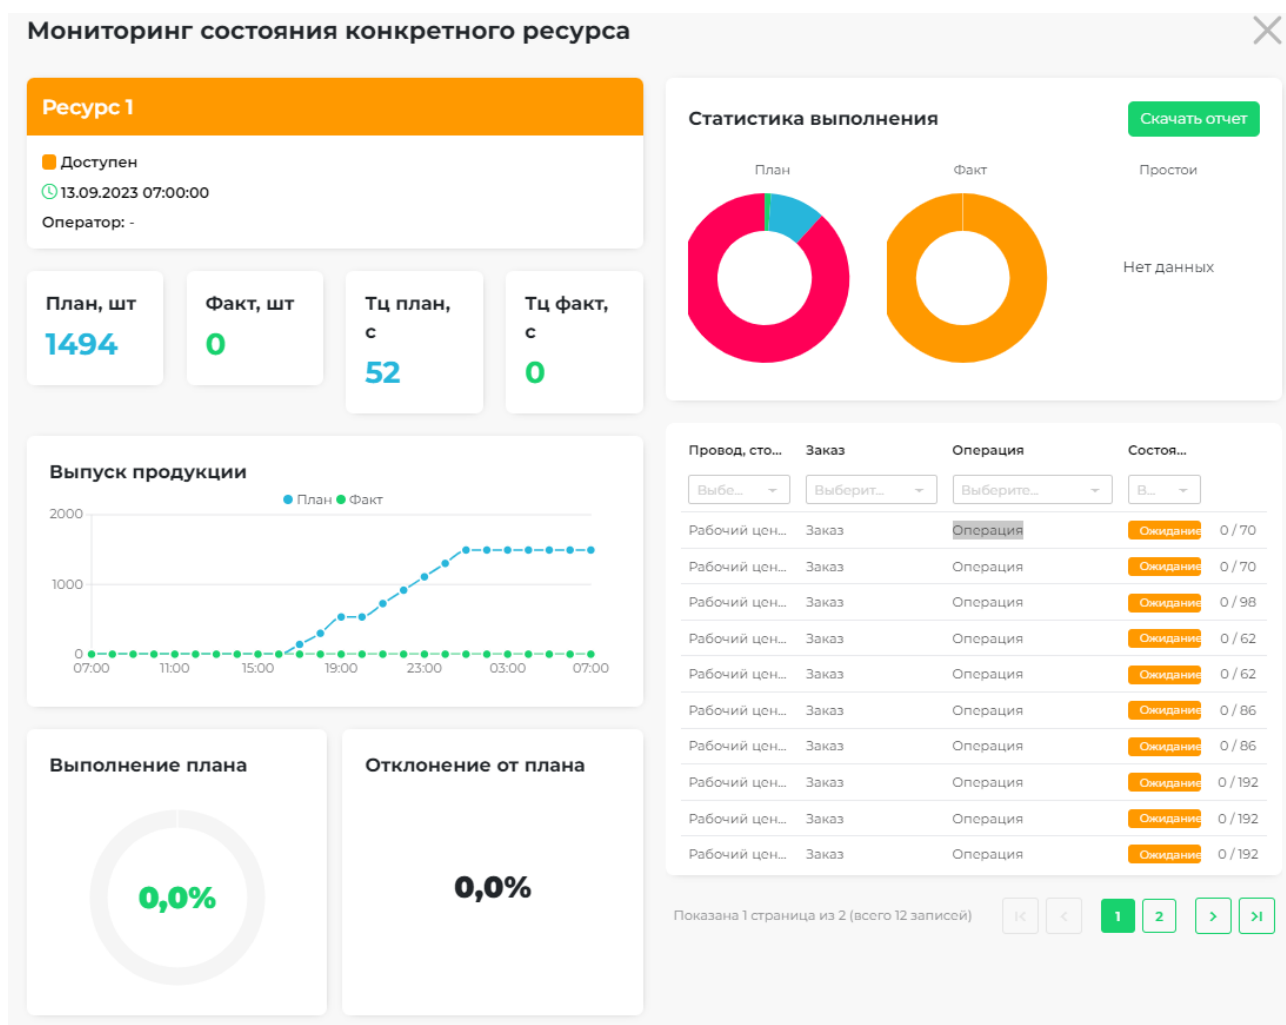 Мониторинг состояния конкретного ресурса
Ресурс 1
Доступен
13.09.2023 07:00:00
Оператор: -
План, шт
1494
Факт, шт
0
Тц план,
с
52
Тц факт,
с
0
Выпуск продукции
План Факт
2000
1000
0
07:00 11:00 15:00 19:00 23:00 03:00 07:00
Выполнение плана
0,0%
Отклонение от плана
0,0%
Статистика выполнения
Скачать отчет
План Факт Простои
Нет данных
Провод, сто... Заказ Операция Состоя...
Выбе... Выберит... Выберите... В...
Рабочий цен... Заказ Операция Ожидание 0 / 70
Рабочий цен... Заказ Операция Ожидание 0 / 70
Рабочий цен... Заказ Операция Ожидание 0 / 98
Рабочий цен... Заказ Операция Ожидание 0 / 62
Рабочий цен... Заказ Операция Ожидание 0 / 62
Рабочий цен... Заказ Операция Ожидание 0 / 86
Рабочий цен... Заказ Операция Ожидание 0 / 86
Рабочий цен... Заказ Операция Ожидание 0 / 192
Рабочий цен... Заказ Операция Ожидание 0 / 192
Рабочий цен... Заказ Операция Ожидание 0 / 192
Показана 1 страница из 2 (всего 12 записей)
1 2